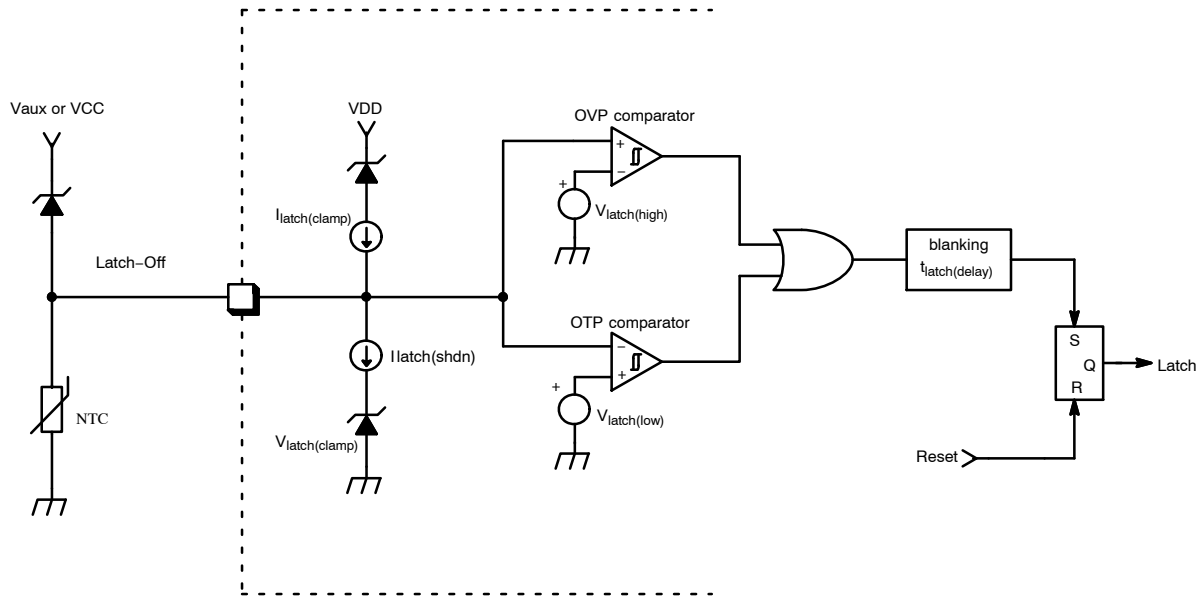 Vaux or VCC
VDD
OVP comparator
+
−
+
Ilatch(clamp)
Vlatch(high)
Latch−Off
blanking
tlatch(delay)
OTP comparator
−
+
+
Ilatch(shdn)
S
Q
R
Latch
NTC
Vlatch(clamp)
Vlatch(low)
Reset